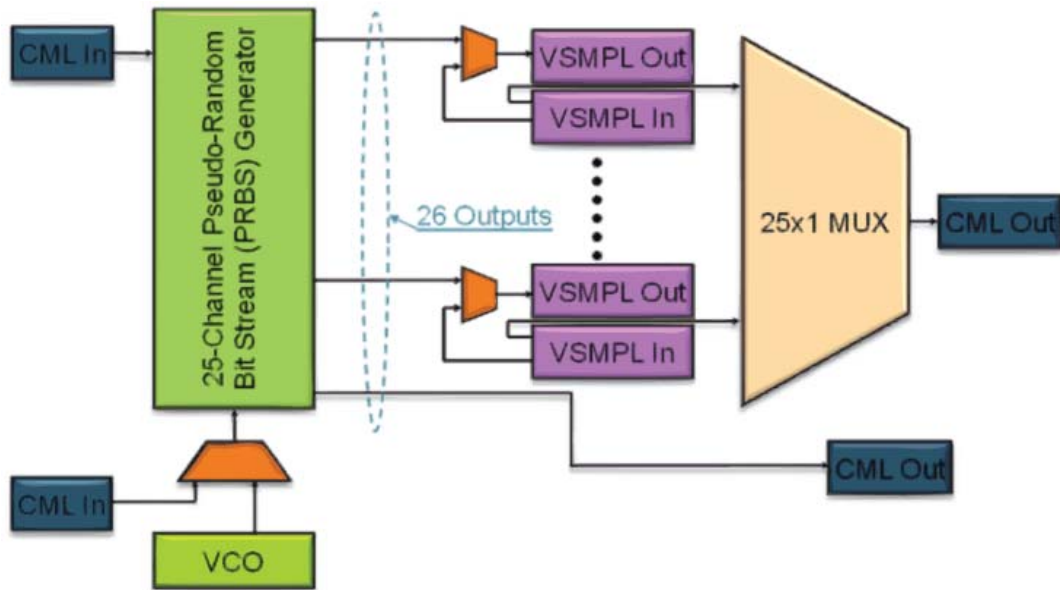 CML In
25-Channel Pseudo-Random
Bit Stream (PRBS) Generator
VSMPL Out
VSMPL In
26 Outputs
25x1 MUX
CML Out
VSMPL Out
VSMPL In
CML Out
CML In
VCO